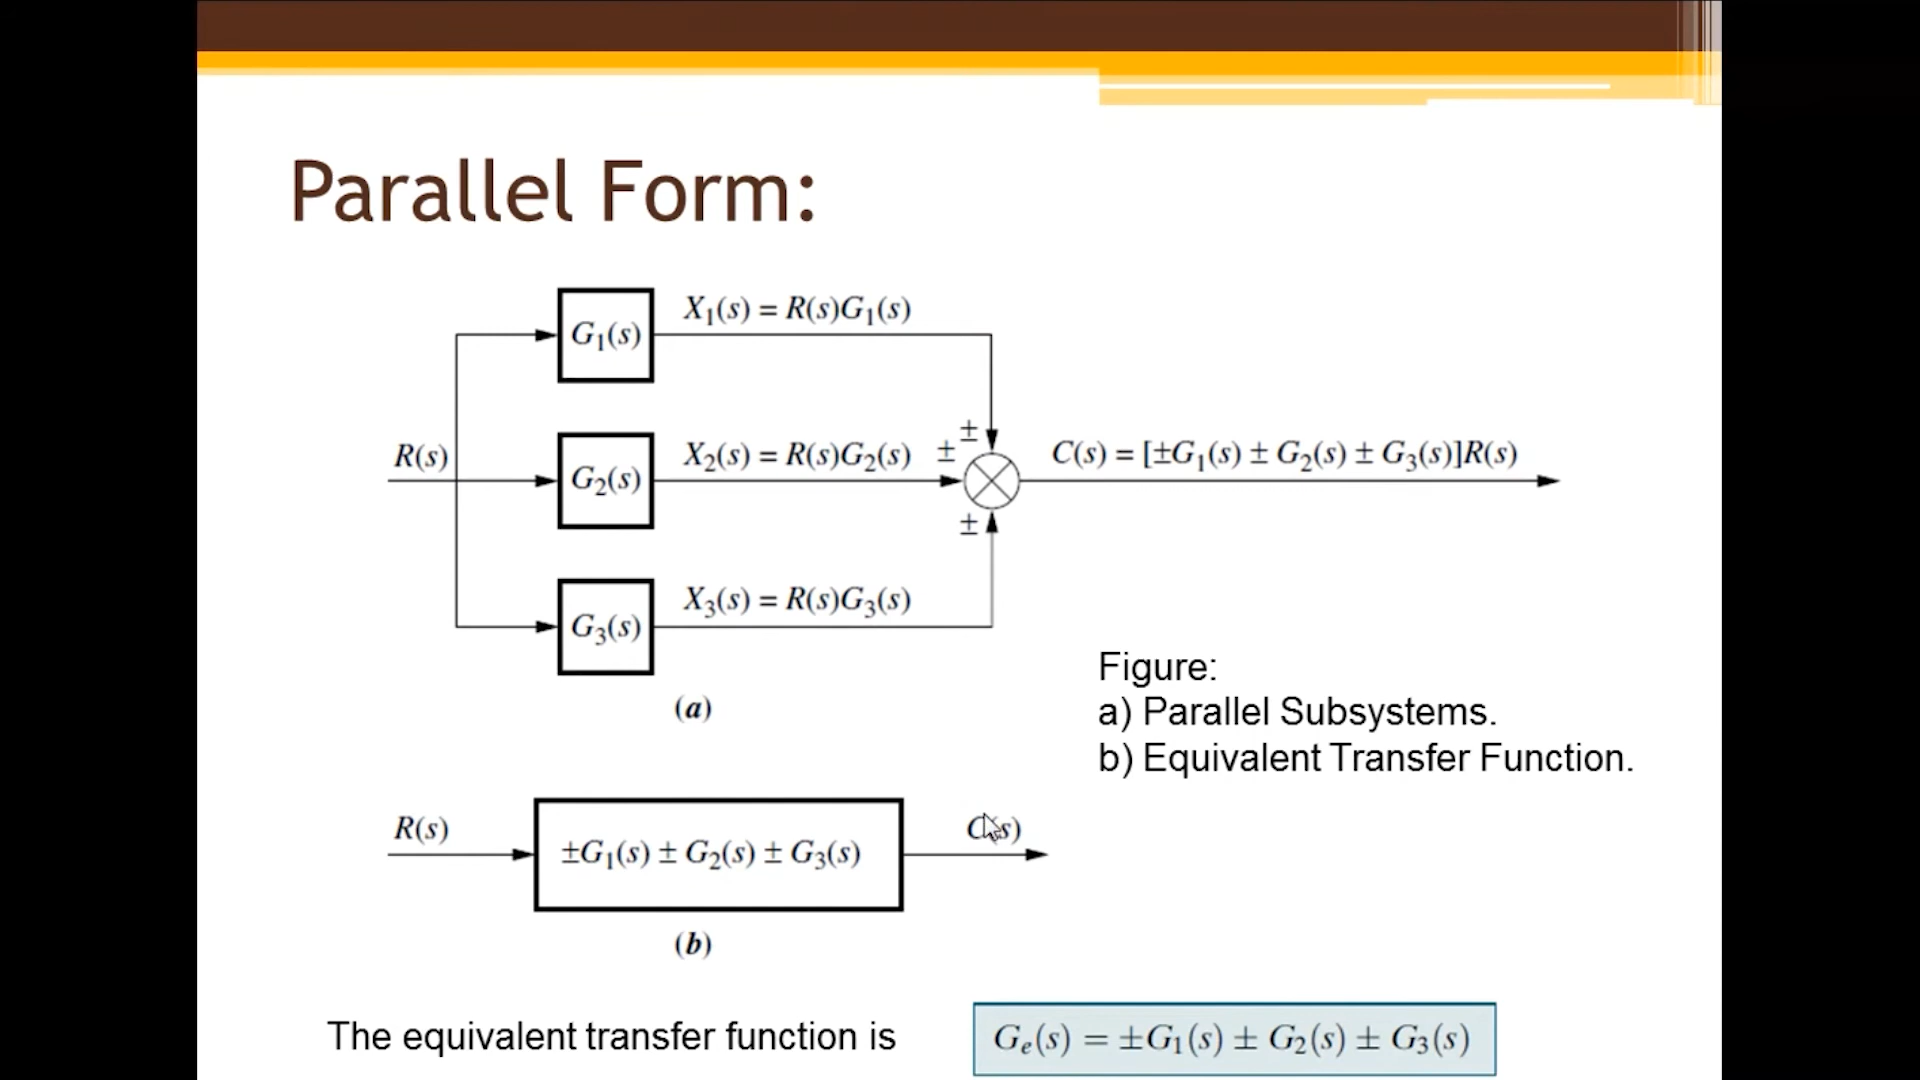 Parallel Form:
G₁(s)
X₁(s) = R(s)G₁(s)
±
R(s)
G₂(s)
X₂(s) = R(s)G₂(s)
±
C(s) = [±G₁(s) ± G₂(s) ± G₃(s)]R(s)
±
G₃(s)
X₃(s) = R(s)G₃(s)
(a)
Figure:
a) Parallel Subsystems.
b) Equivalent Transfer Function.
R(s)
±G₁(s) ± G₂(s) ± G₃(s)
C(s)
(b)
The equivalent transfer function is
Gₑ(s) = ±G₁(s) ± G₂(s) ± G₃(s)